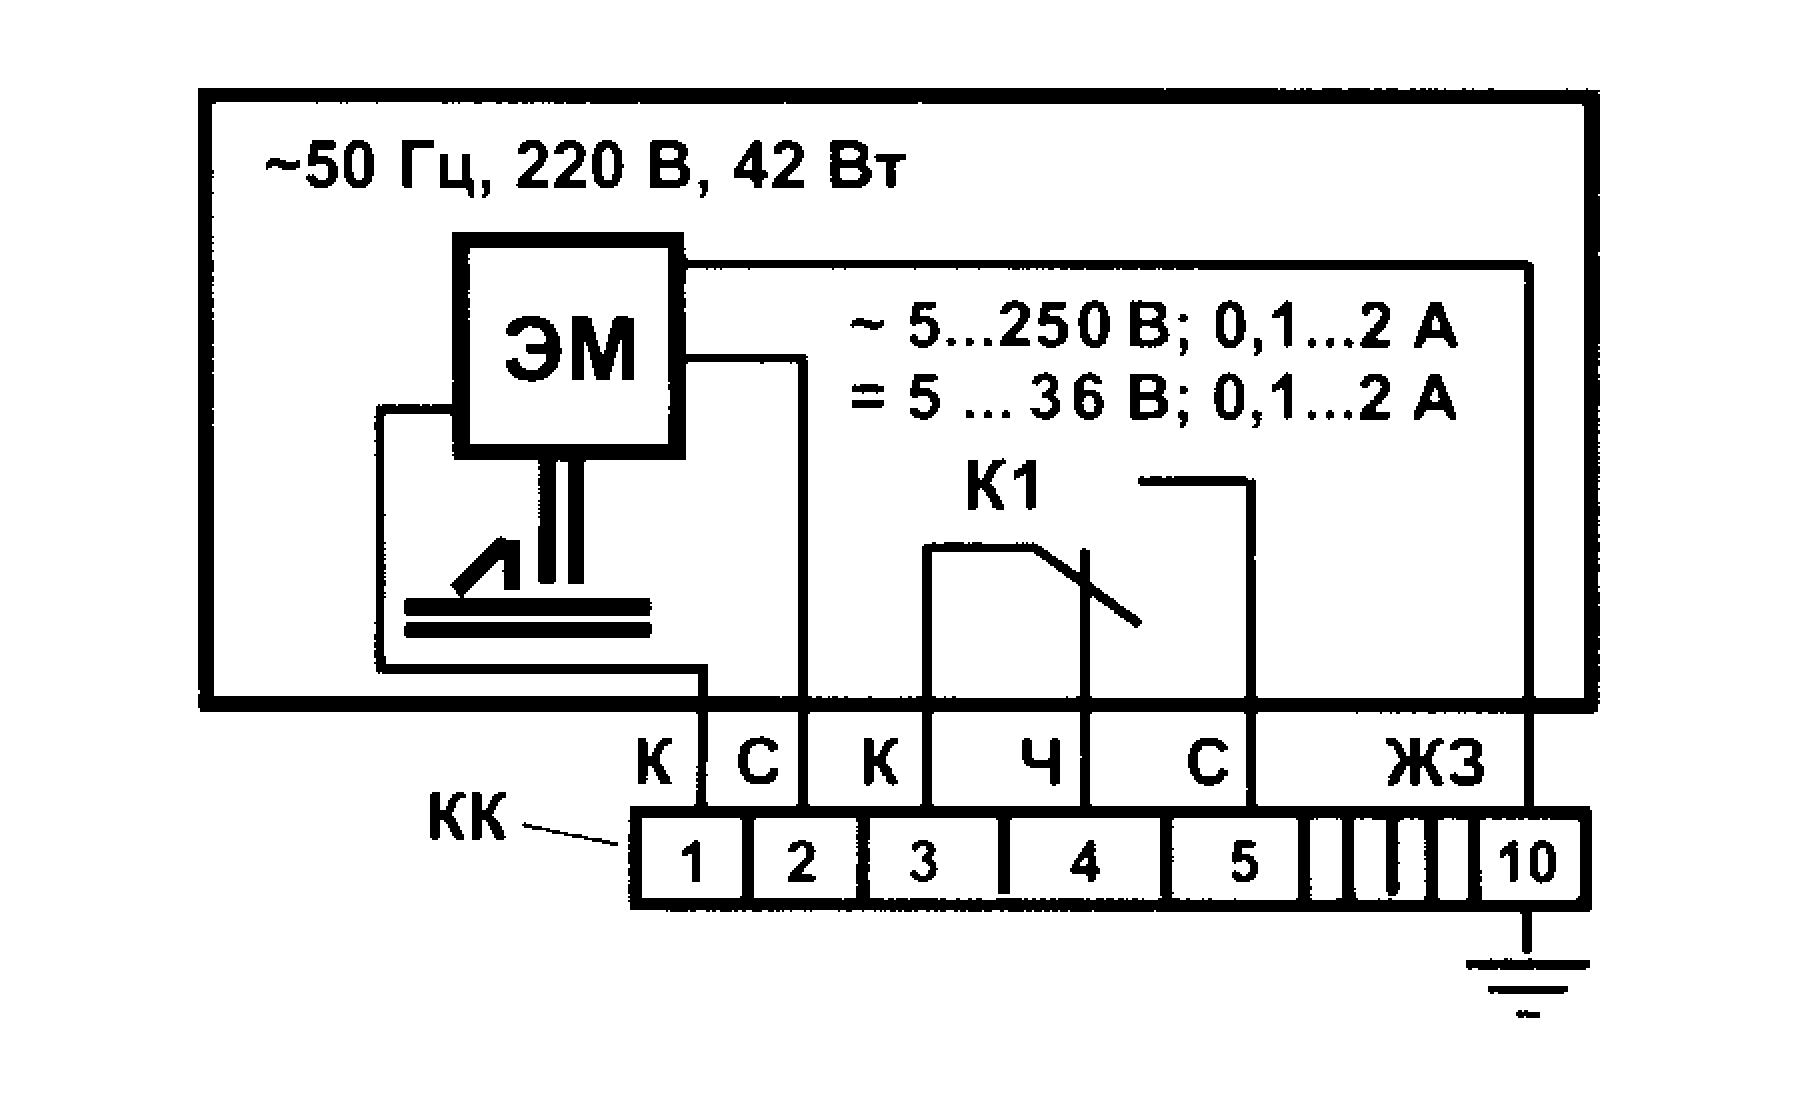 ~50 Гц, 220 В, 42 Вт
ЭМ
~ 5...250 В; 0,1...2 А
= 5 ... 36 В; 0,1...2 А
К1
К С К Ч С ЖЗ
КК
1 2 3 4 5 10